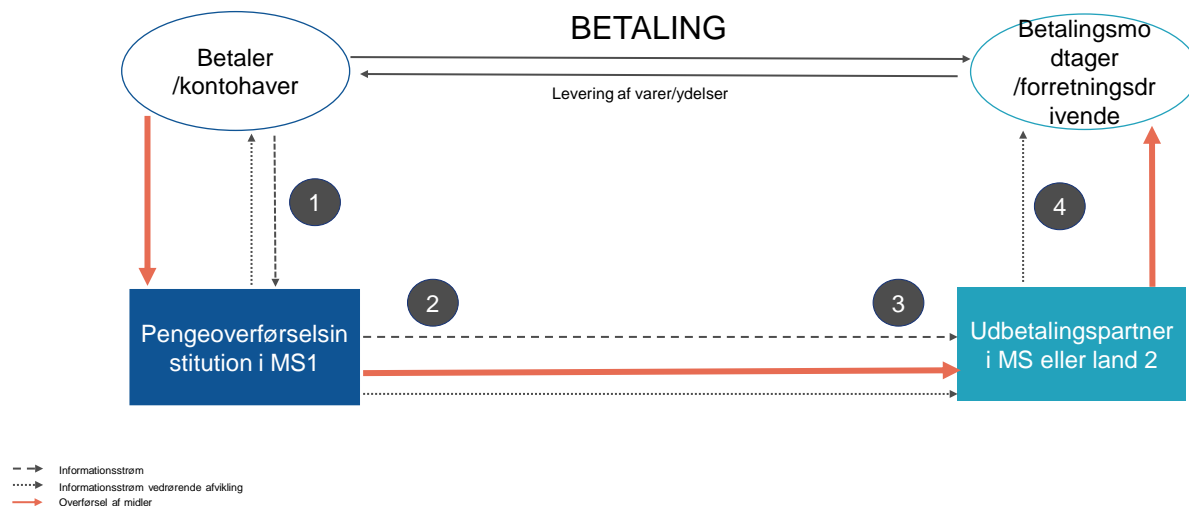 BETALING
Betaler
/kontohaver
Betalingsmo
dtager
/forretningsdr
ivende
Levering af varer/ydelser
1
4
2
3
Pengeoverførselsin
stitution i MS1
Udbetalingspartner
i MS eller land 2
Informationsstrøm
Informationsstrøm vedrørende afvikling
Overførsel af midler